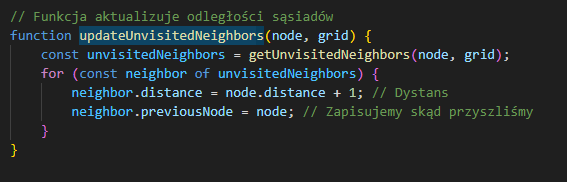 // Funkcja aktualizuje odległości sąsiadów
function updateUnvisitedNeighbors(node, grid) {
    const unvisitedNeighbors = getUnvisitedNeighbors(node, grid);
    for (const neighbor of unvisitedNeighbors) {
        neighbor.distance = node.distance + 1; // Dystans
        neighbor.previousNode = node; // Zapisujemy skąd przyszliśmy
    }
}